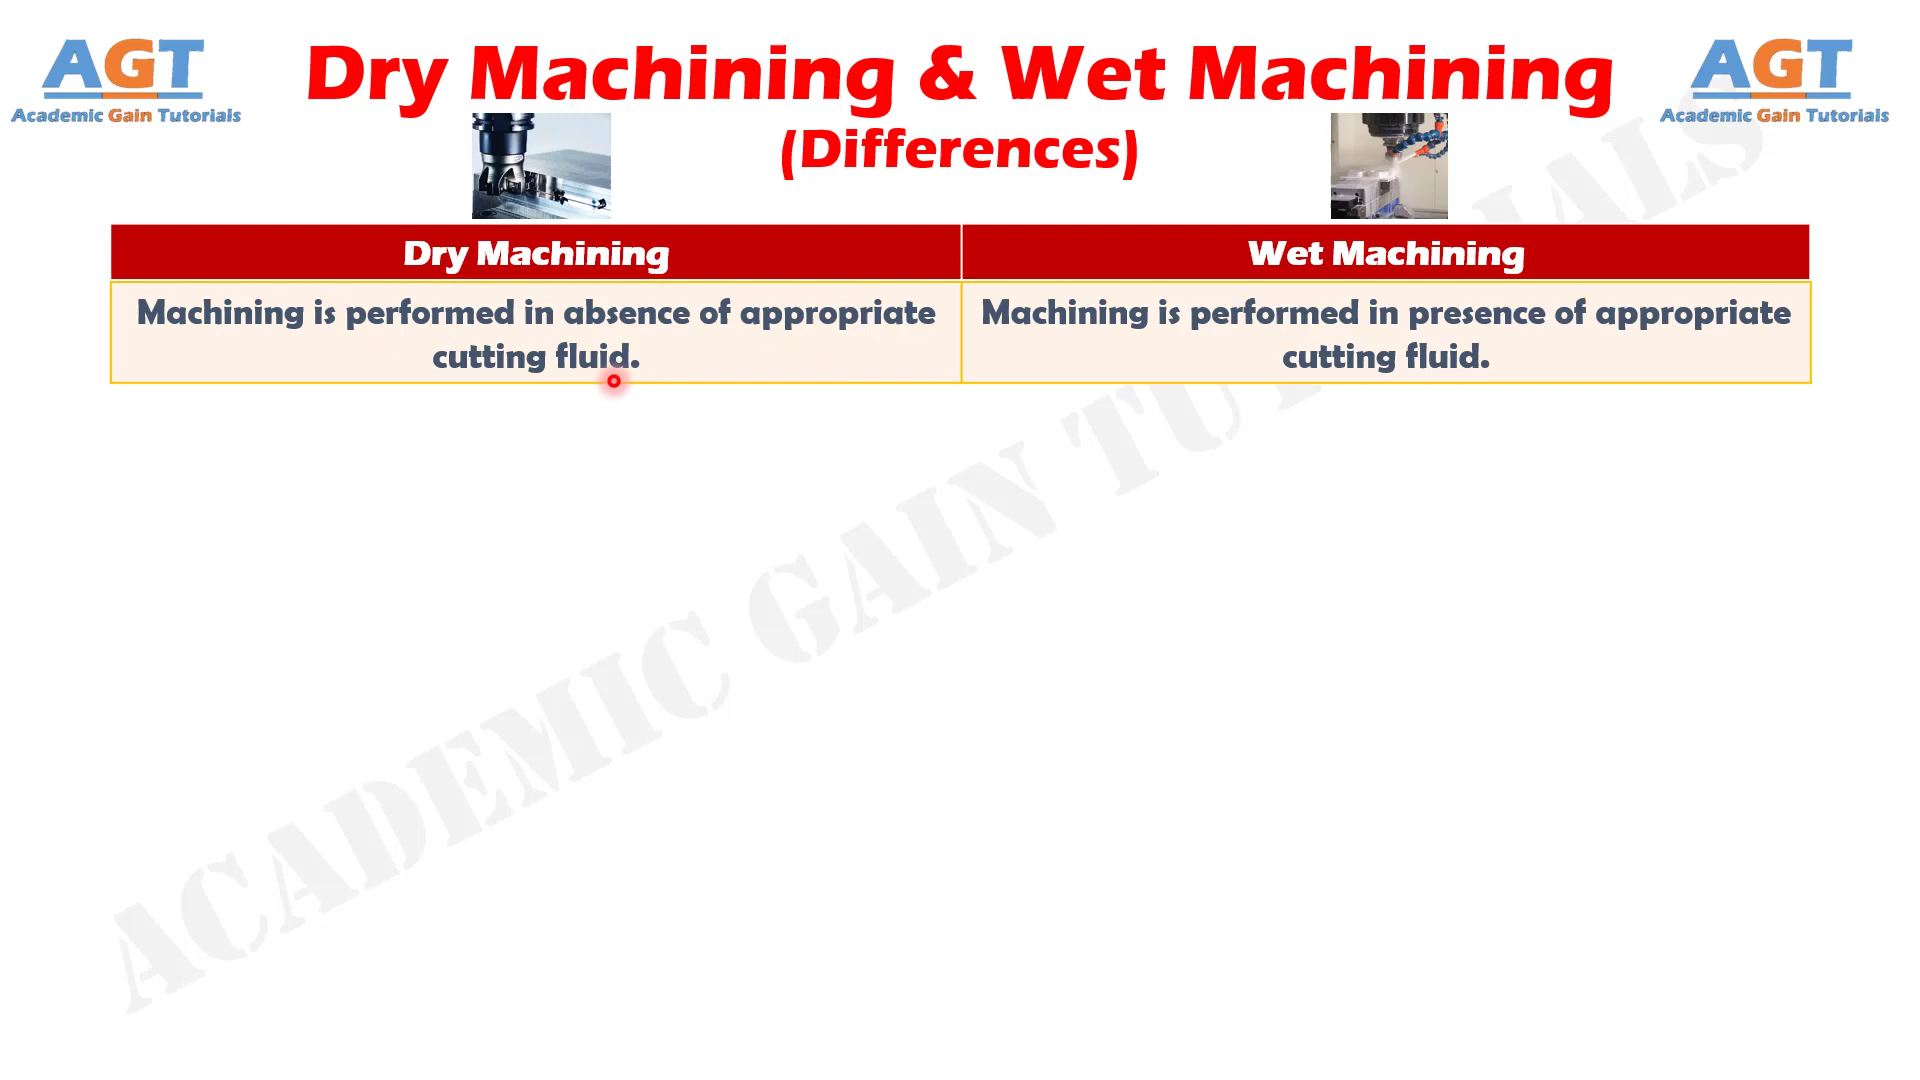 AGT
Academic Gain Tutorials
Dry Machining & Wet Machining
(Differences)
AGT
Academic Gain Tutorials
Dry Machining
Wet Machining
Machining is performed in absence of appropriate
cutting fluid.
Machining is performed in presence of appropriate
cutting fluid.
ACADEMIC GAIN TUTORIALS